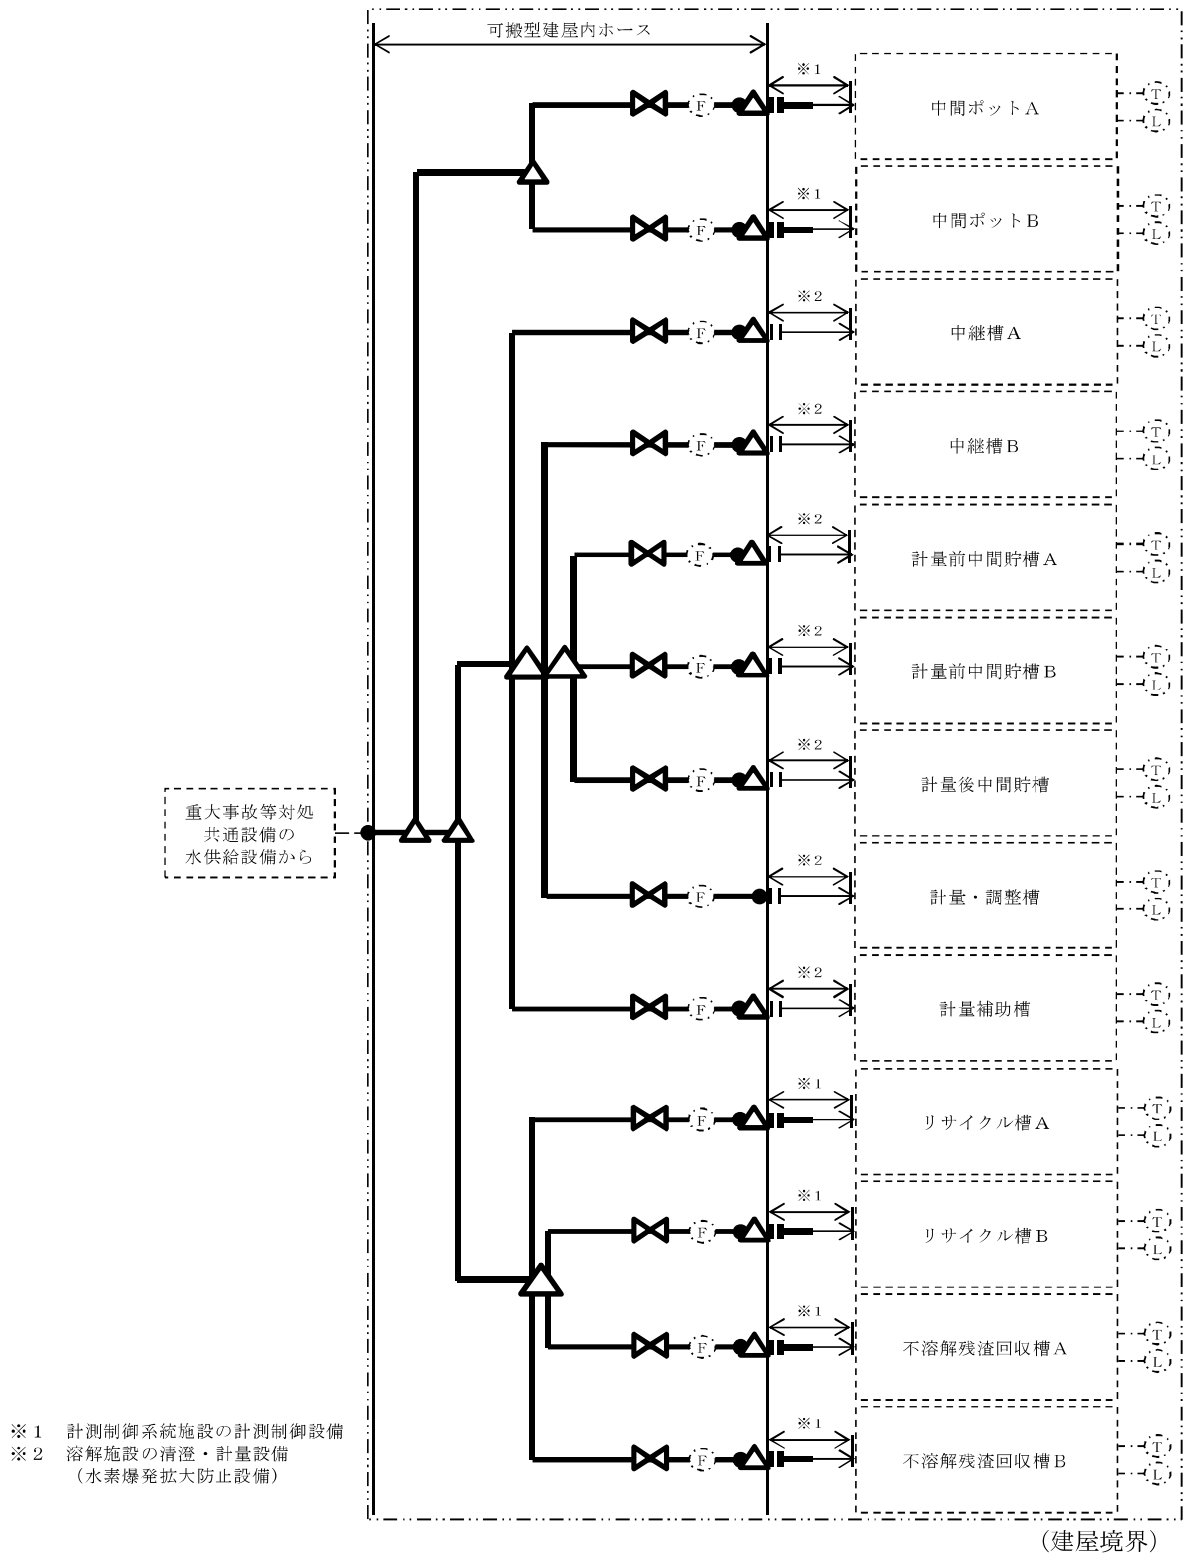 可搬型建屋内ホース
※1
F
中間ポットA
T
L
※1
F
中間ポットB
T
L
※2
F
中継槽A
T
L
※2
F
中継槽B
T
L
※2
F
計量前中間貯槽A
T
L
※2
F
計量前中間貯槽B
T
L
※2
F
計量後中間貯槽
T
L
重大事故等対処
共通設備の
水供給設備から
※2
F
計量・調整槽
T
L
※2
F
計量補助槽
T
L
※1
F
リサイクル槽A
T
L
※1
F
リサイクル槽B
T
L
※1
F
不溶解残渣回収槽A
T
L
※1
F
不溶解残渣回収槽B
T
L
※1 計測制御系統施設の計測制御設備
※2 溶解施設の清澄・計量設備
(水素爆発拡大防止設備)
(建屋境界)